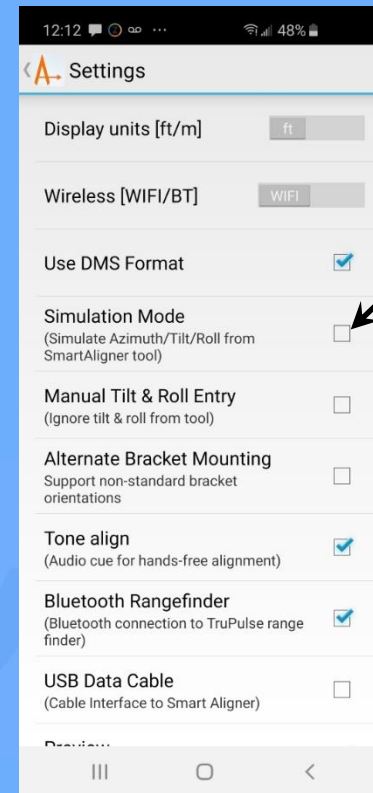 12:12 48%
Settings
Display units [ft/m] ft
Wireless [WIFI/BT] WIFI
Use DMS Format
Simulation Mode
(Simulate Azimuth/Tilt/Roll from
SmartAligner tool)
Manual Tilt & Roll Entry
(Ignore tilt & roll from tool)
Alternate Bracket Mounting
Support non-standard bracket
orientations
Tone align
(Audio cue for hands-free alignment)
Bluetooth Rangefinder
(Bluetooth connection to TruPulse range
finder)
USB Data Cable
(Cable Interface to Smart Aligner)